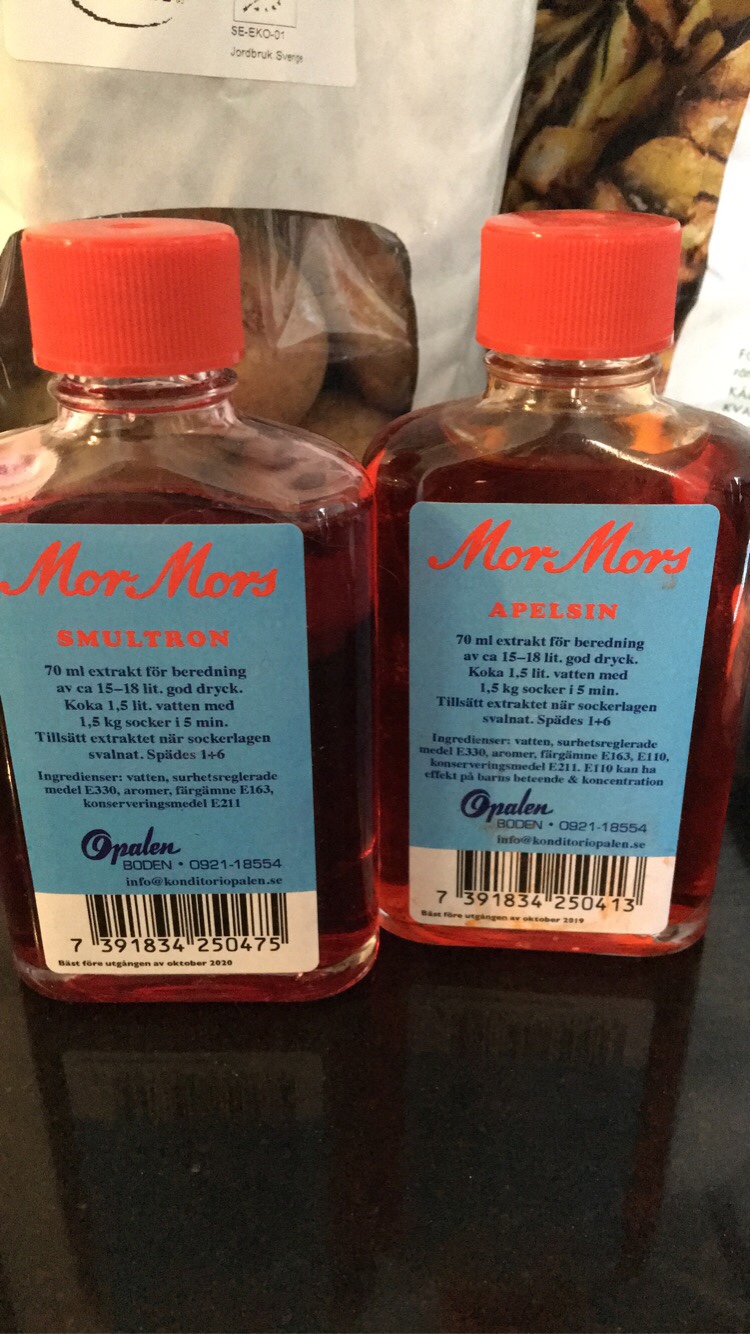 SE-EKO-01
Jordbruk Sverge
Mor Mors
SMULTRON
70 ml extrakt för beredning
av ca 15–18 lit. god dryck.
Koka 1,5 lit. vatten med
1,5 kg socker i 5 min.
Tillsätt extraktet när sockerlagen
svalnat. Spädes 1+6
Ingredienser: vatten, surhetsreglerade
medel E330, aromer, färgämne E163,
konserveringsmedel E211
Opalen
BODEN • 0921-18554
info@konditoriopalen.se
7 391834 250475
Bäst före utgången av oktober 2020
Mor Mors
APELSIN
70 ml extrakt för beredning
av ca 15–18 lit. god dryck.
Koka 1,5 lit. vatten med
1,5 kg socker i 5 min.
Tillsätt extraktet när sockerlagen
svalnat. Spädes 1+6
Ingredienser: vatten, surhetsreglerade
medel E330, aromer, färgämne E163, E110,
konserveringsmedel E211. E110 kan ha
effekt på barns beteende & koncentration
Opalen
BODEN • 0921-18554
info@konditoriopalen.se
7 391834 250413
Bäst före utgången av oktober 2019